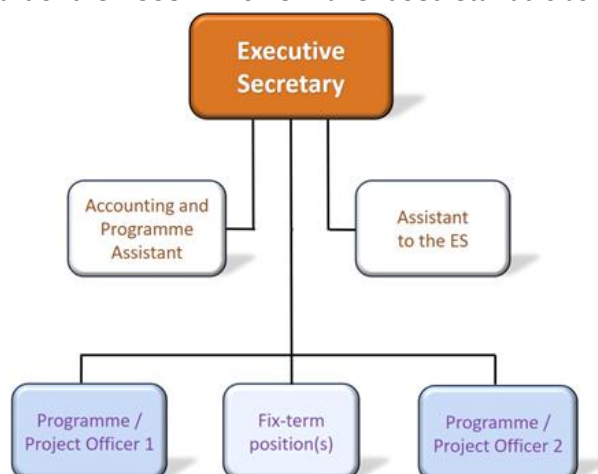 Executive
Secretary
Accounting and
Programme
Assistant
Assistant
to the ES
Programme /
Project Officer 1
Fix-term
position(s)
Programme /
Project Officer 2